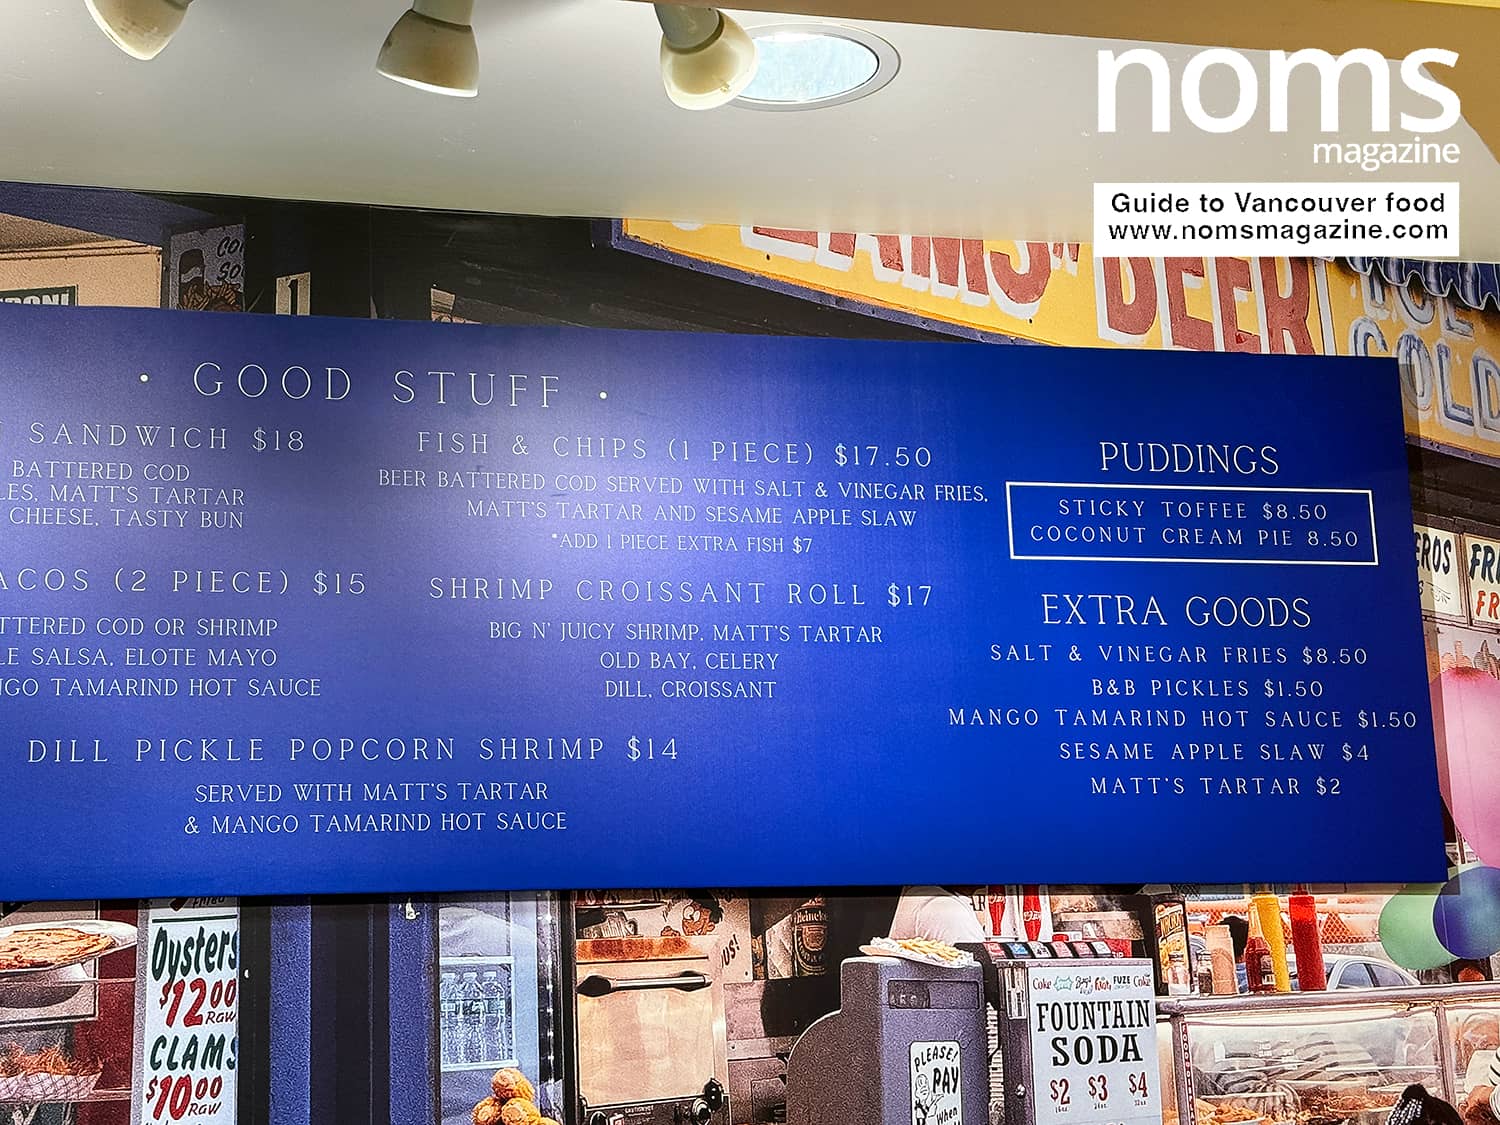 noms
magazine
Guide to Vancouver food
www.nomsmagazine.com
BEER
COLD
· GOOD STUFF ·
SANDWICH $18
BATTERED COD
MATT'S TARTAR
CHEESE, TASTY BUN
(2 PIECE) $15
COD OR SHRIMP
SALSA, ELOTE MAYO
TAMARIND HOT SAUCE
FISH & CHIPS (1 PIECE) $17.50
BEER BATTERED COD SERVED WITH SALT & VINEGAR FRIES,
MATT'S TARTAR AND SESAME APPLE SLAW
*ADD 1 PIECE EXTRA FISH $7
SHRIMP CROISSANT ROLL $17
BIG N' JUICY SHRIMP, MATT'S TARTAR
OLD BAY, CELERY
DILL, CROISSANT
DILL PICKLE POPCORN SHRIMP $14
SERVED WITH MATT'S TARTAR
& MANGO TAMARIND HOT SAUCE
PUDDINGS
STICKY TOFFEE $8.50
COCONUT CREAM PIE 8.50
EXTRA GOODS
SALT & VINEGAR FRIES $8.50
B&B PICKLES $1.50
MANGO TAMARIND HOT SAUCE $1.50
SESAME APPLE SLAW $4
MATT'S TARTAR $2
Oysters
$12.00
Raw
CLAMS
$10.00
Raw
Coke FUZE
FOUNTAIN
SODA
$2 $3 $4
PLEASE!
PAY
When
Heineken